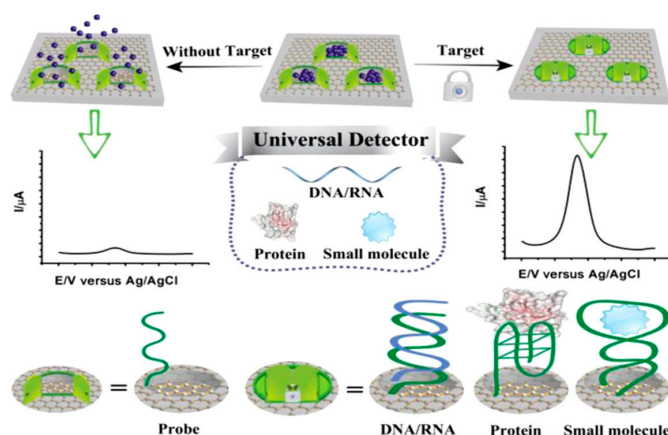 Without Target
Target
Universal Detector
DNA/RNA
Protein
Small molecule
I/μA
E/V versus Ag/AgCl
I/μA
E/V versus Ag/AgCl
=
Probe
=
DNA/RNA
Protein
Small molecule